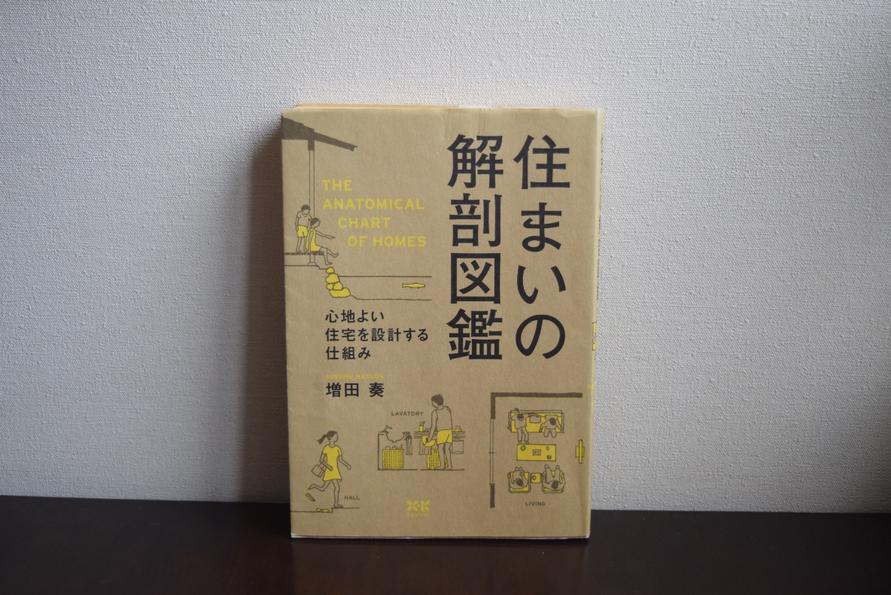 住まいの
解剖図鑑
THE
ANATOMICAL
CHART
OF HOMES
心地よい
住宅を設計する
仕組み
増田 奏
LAVATORY
HALL
LIVING